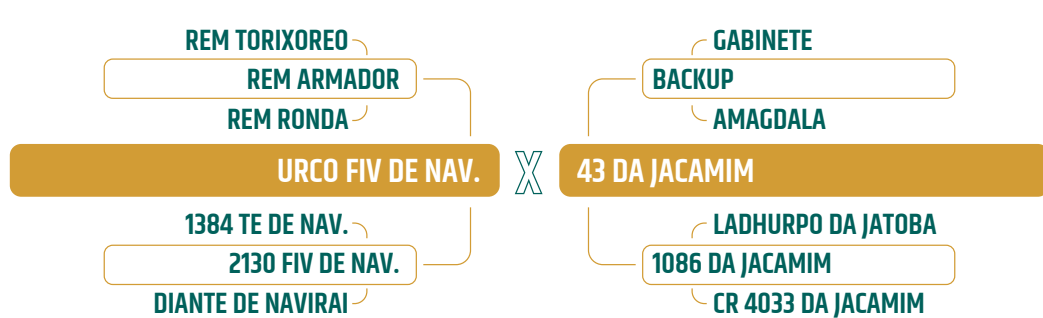 REM TORIXOREO
GABINETE
REM ARMADOR
BACKUP
REM RONDA
AMAGDALA
URCO FIV DE NAV.
X
43 DA JACAMIM
1384 TE DE NAV.
LADHURPO DA JATOBA
2130 FIV DE NAV.
1086 DA JACAMIM
DIANTE DE NAVIRAI
CR 4033 DA JACAMIM